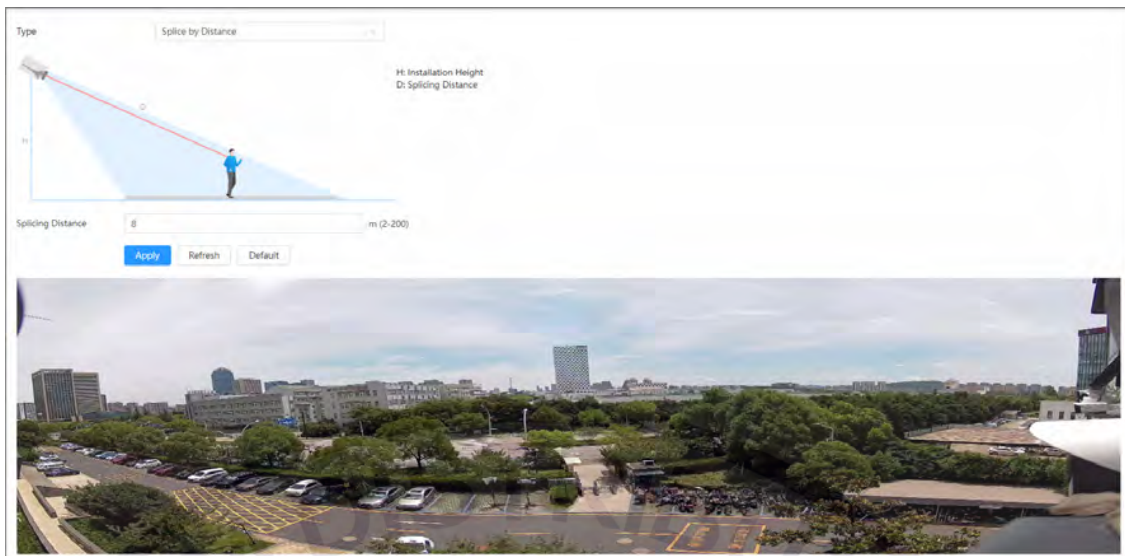 Type
Splice by Distance
H: Installation Height
D: Splicing Distance
D
H
Splicing Distance
8
m (2-200)
Apply
Refresh
Default